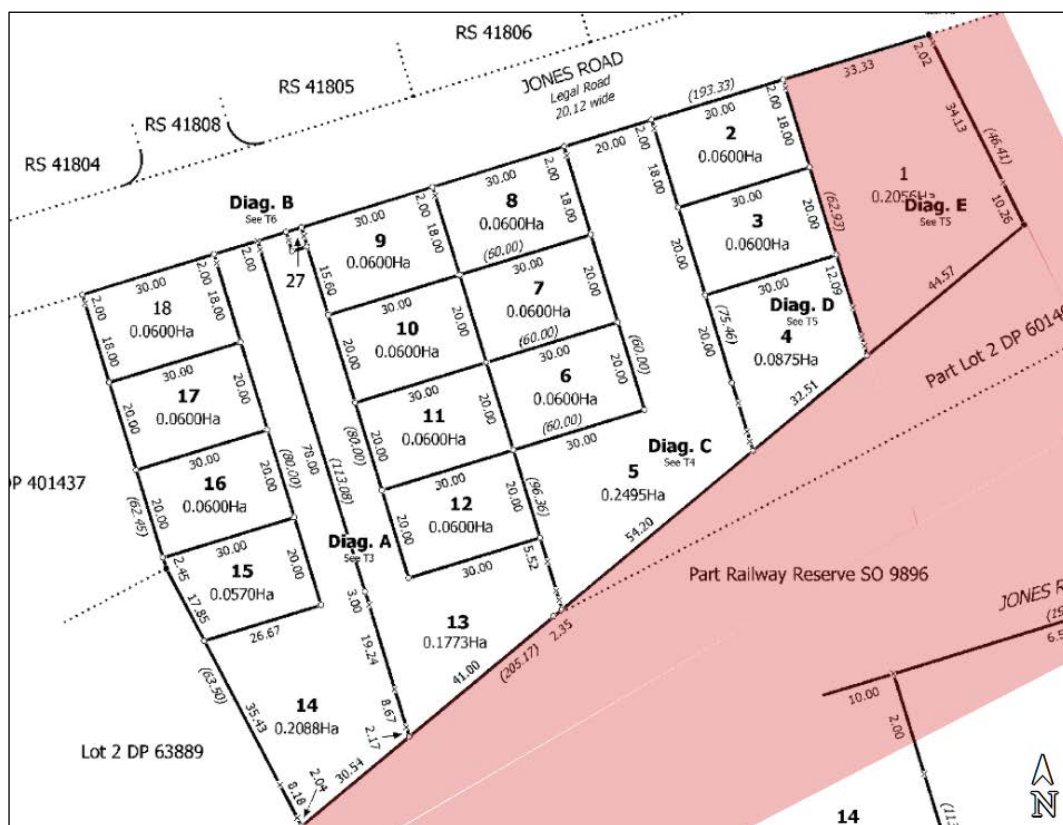 RS 41806
RS 41805
RS 41808
RS 41804
JONES ROAD
Legal Road
20.12 wide
(193.33)
33.33
2.02
34.13
(46.41)
10.26
1
0.2056Ha
Diag. E
See T5
44.57
30.00
2.00
18.00
2
0.0600Ha
30.00
20.00
(62.93)
3
0.0600Ha
30.00
12.09
Diag. D
See T5
4
0.0875Ha
32.51
20.00
2.00
18.00
20.00
(75.46)
20.00
30.00
2.00
18.00
8
0.0600Ha
(60.00)
7
0.0600Ha
20.00
(60.00)
(60.00)
6
0.0600Ha
20.00
(60.00)
30.00
Diag. C
See T4
5
0.2495Ha
54.20
(96.36)
30.00
2.00
18.00
Diag. B
See T6
27
9
0.0600Ha
15.60
30.00
10
0.0600Ha
20.00
20.00
30.00
11
0.0600Ha
20.00
20.00
(80.00)
30.00
12
0.0600Ha
20.00
20.00
30.00
5.52
13
0.1773Ha
41.00
2.35
(205.17)
30.00
2.00
2.00
18.00
18.00
18
0.0600Ha
2.00
30.00
17
0.0600Ha
20.00
20.00
30.00
16
0.0600Ha
20.00
20.00
(80.00)
78.00
(113.08)
(62.45)
30.00
15
0.0570Ha
20.00
2.45
17.85
26.67
Diag. A
See T3
3.00
19.24
8.67
2.17
14
0.2088Ha
(63.50)
35.43
8.18
2.04
30.54
DP 401437
Lot 2 DP 63889
Part Lot 2 DP 60146
Part Railway Reserve SO 9896
JONES R
10.00
2.00
14
N